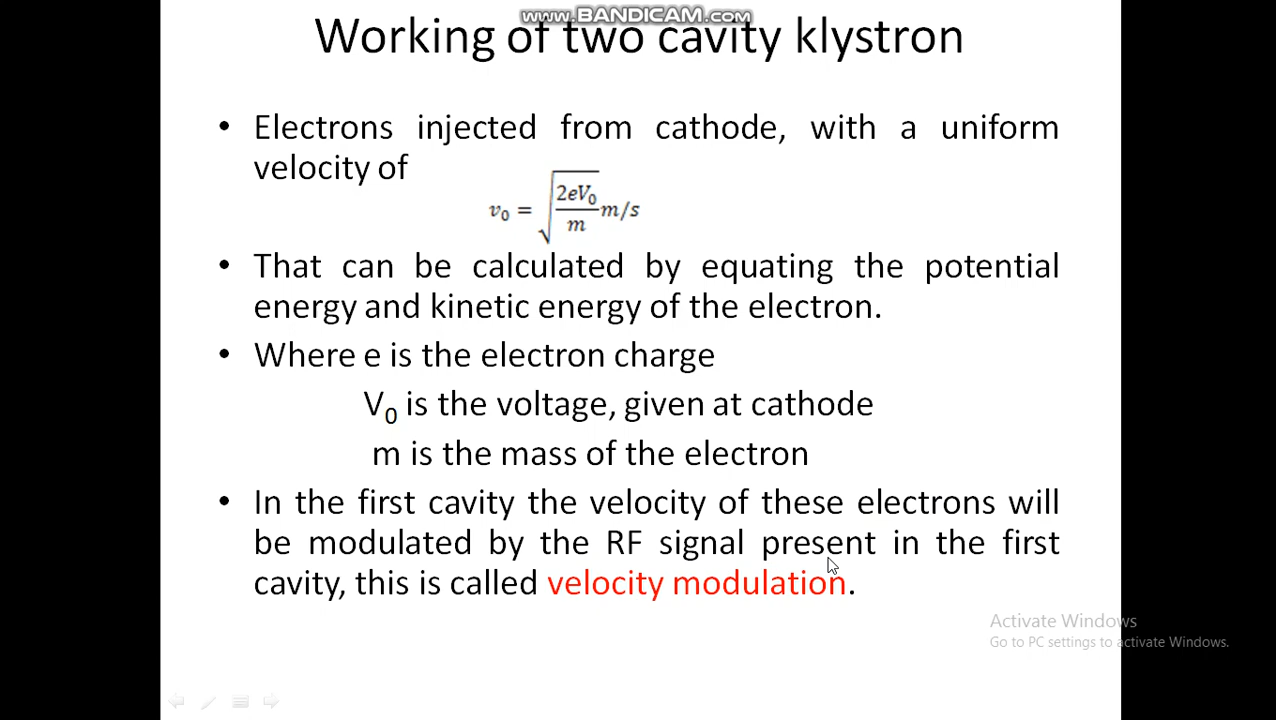 www.BANDICAM.com
Working of two cavity klystron
• Electrons injected from cathode, with a uniform
velocity of
v₀ = √(2eV₀/m) m/s
• That can be calculated by equating the potential
energy and kinetic energy of the electron.
• Where e is the electron charge
V₀ is the voltage, given at cathode
m is the mass of the electron
• In the first cavity the velocity of these electrons will
be modulated by the RF signal present in the first
cavity, this is called velocity modulation.
Activate Windows
Go to PC settings to activate Windows.